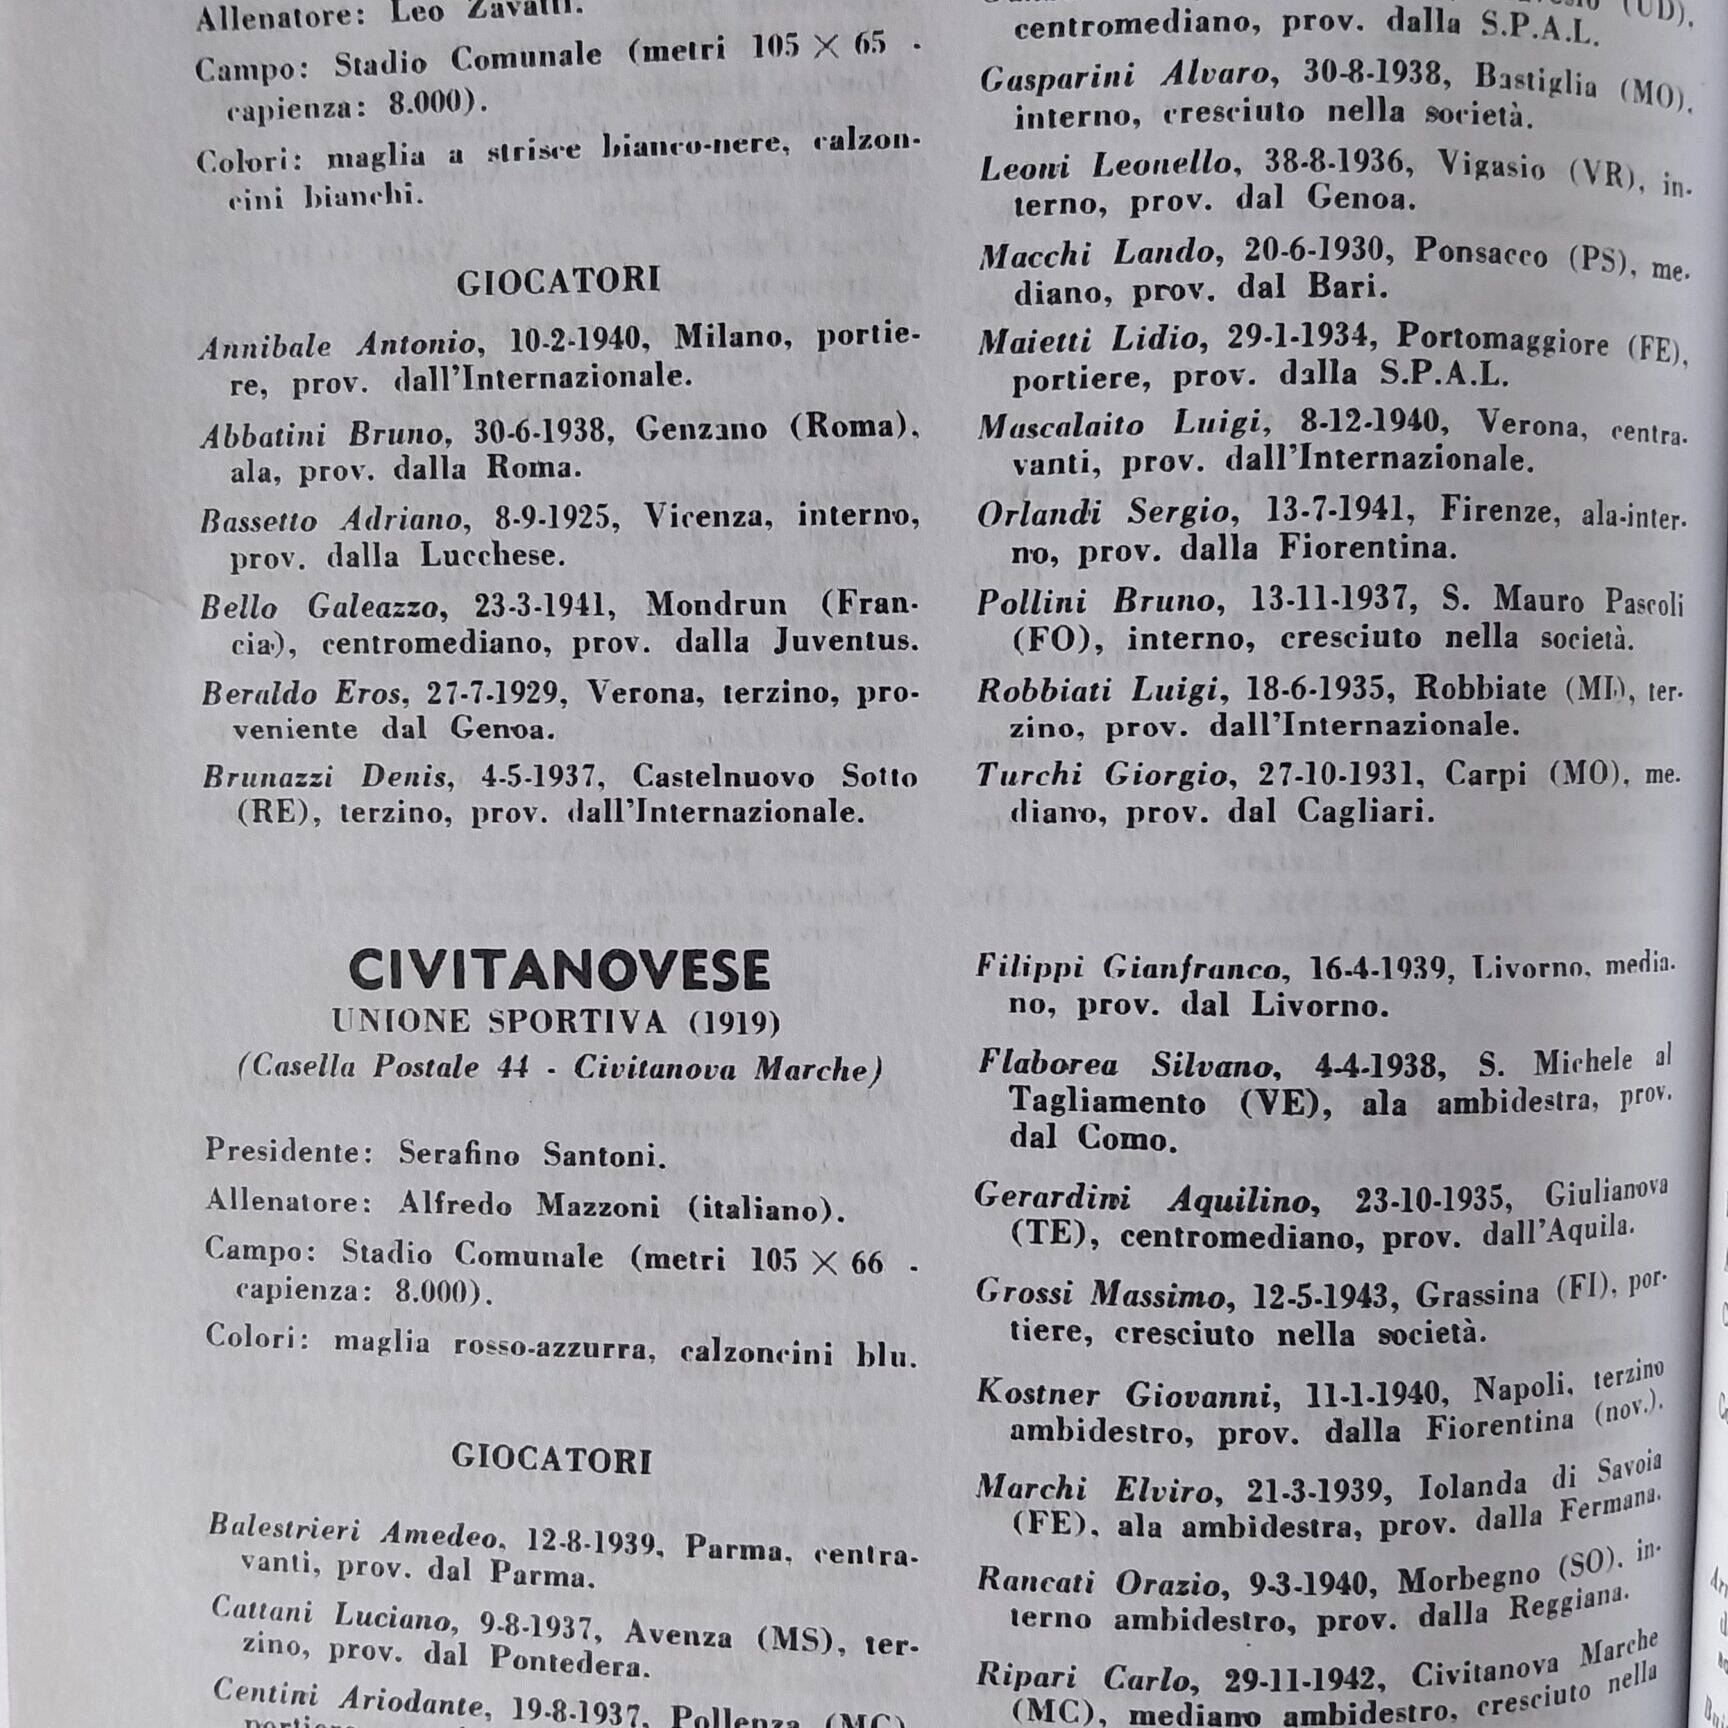 Allenatore: Leo Zavatti.
Campo: Stadio Comunale (metri 105 × 65 -
capienza: 8.000).
Colori: maglia a strisce bianco-nere, calzon-
cini bianchi.
GIOCATORI
Annibale Antonio, 10-2-1940, Milano, portie-
re, prov. dall'Internazionale.
Abbatini Bruno, 30-6-1938, Genzano (Roma),
ala, prov. dalla Roma.
Bassetto Adriano, 8-9-1925, Vicenza, interno,
prov. dalla Lucchese.
Bello Galeazzo, 23-3-1941, Mondrun (Fran-
cia), centromediano, prov. dalla Juventus.
Beraldo Eros, 27-7-1929, Verona, terzino, pro-
veniente dal Genoa.
Brunazzi Denis, 4-5-1937, Castelnuovo Sotto
(RE), terzino, prov. dall'Internazionale.
(UD),
centromediano, prov. dalla S.P.A.L.
Gasparini Alvaro, 30-8-1938, Bastiglia (MO),
interno, cresciuto nella società.
Leoni Leonello, 38-8-1936, Vigasio (VR), in-
terno, prov. dal Genoa.
Macchi Lando, 20-6-1930, Ponsacco (PS), me-
diano, prov. dal Bari.
Maietti Lidio, 29-1-1934, Portomaggiore (FE),
portiere, prov. dalla S.P.A.L.
Mascalaito Luigi, 8-12-1940, Verona, centra-
vanti, prov. dall'Internazionale.
Orlandi Sergio, 13-7-1941, Firenze, ala-inter-
no, prov. dalla Fiorentina.
Pollini Bruno, 13-11-1937, S. Mauro Pascoli
(FO), interno, cresciuto nella società.
Robbiati Luigi, 18-6-1935, Robbiate (MI), ter-
zino, prov. dall'Internazionale.
Turchi Giorgio, 27-10-1931, Carpi (MO), me-
diano, prov. dal Cagliari.
CIVITANOVESE
UNIONE SPORTIVA (1919)
(Casella Postale 44 - Civitanova Marche)
Presidente: Serafino Santoni.
Allenatore: Alfredo Mazzoni (italiano).
Campo: Stadio Comunale (metri 105 × 66 -
capienza: 8.000).
Colori: maglia rosso-azzurra, calzoncini blu.
GIOCATORI
Balestrieri Amedeo, 12-8-1939, Parma, centra-
vanti, prov. dal Parma.
Cattani Luciano, 9-8-1937, Avenza (MS), ter-
zino, prov. dal Pontedera.
Centini Ariodante, 19-8-1937, Pollenza (MC),
Filippi Gianfranco, 16-4-1939, Livorno, media-
no, prov. dal Livorno.
Flaborea Silvano, 4-4-1938, S. Michele al
Tagliamento (VE), ala ambidestra, prov.
dal Como.
Gerardini Aquilino, 23-10-1935, Giulianova
(TE), centromediano, prov. dall'Aquila.
Grossi Massimo, 12-5-1943, Grassina (FI), por-
tiere, cresciuto nella società.
Kostner Giovanni, 11-1-1940, Napoli, terzino
ambidestro, prov. dalla Fiorentina (nov.).
Marchi Elviro, 21-3-1939, Iolanda di Savoia
(FE), ala ambidestra, prov. dalla Fermana.
Rancati Orazio, 9-3-1940, Morbegno (SO), in-
terno ambidestro, prov. dalla Reggiana.
Ripari Carlo, 29-11-1942, Civitanova Marche
(MC), mediano ambidestro, cresciuto nella